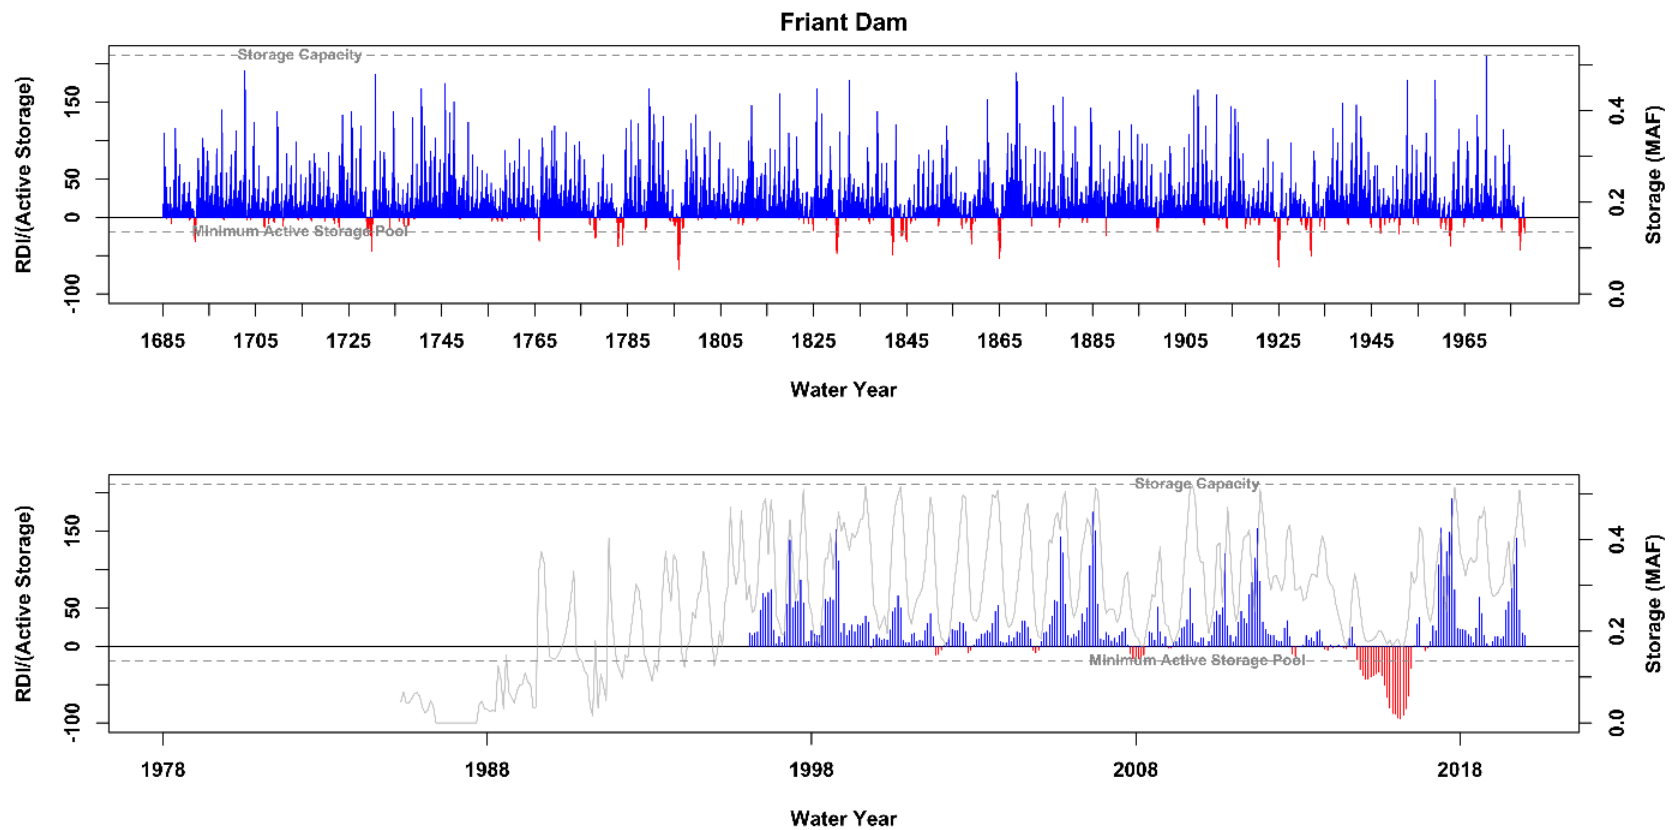 Friant Dam
Storage Capacity
Minimum Active Storage Pool
RDI/(Active Storage)
150
50
0
-100
0.4
0.2
0.0
Storage (MAF)
1685 1705 1725 1745 1765 1785 1805 1825 1845 1865 1885 1905 1925 1945 1965
Water Year
Storage Capacity
Minimum Active Storage Pool
RDI/(Active Storage)
150
50
0
-100
0.4
0.2
0.0
Storage (MAF)
1978 1988 1998 2008 2018
Water Year